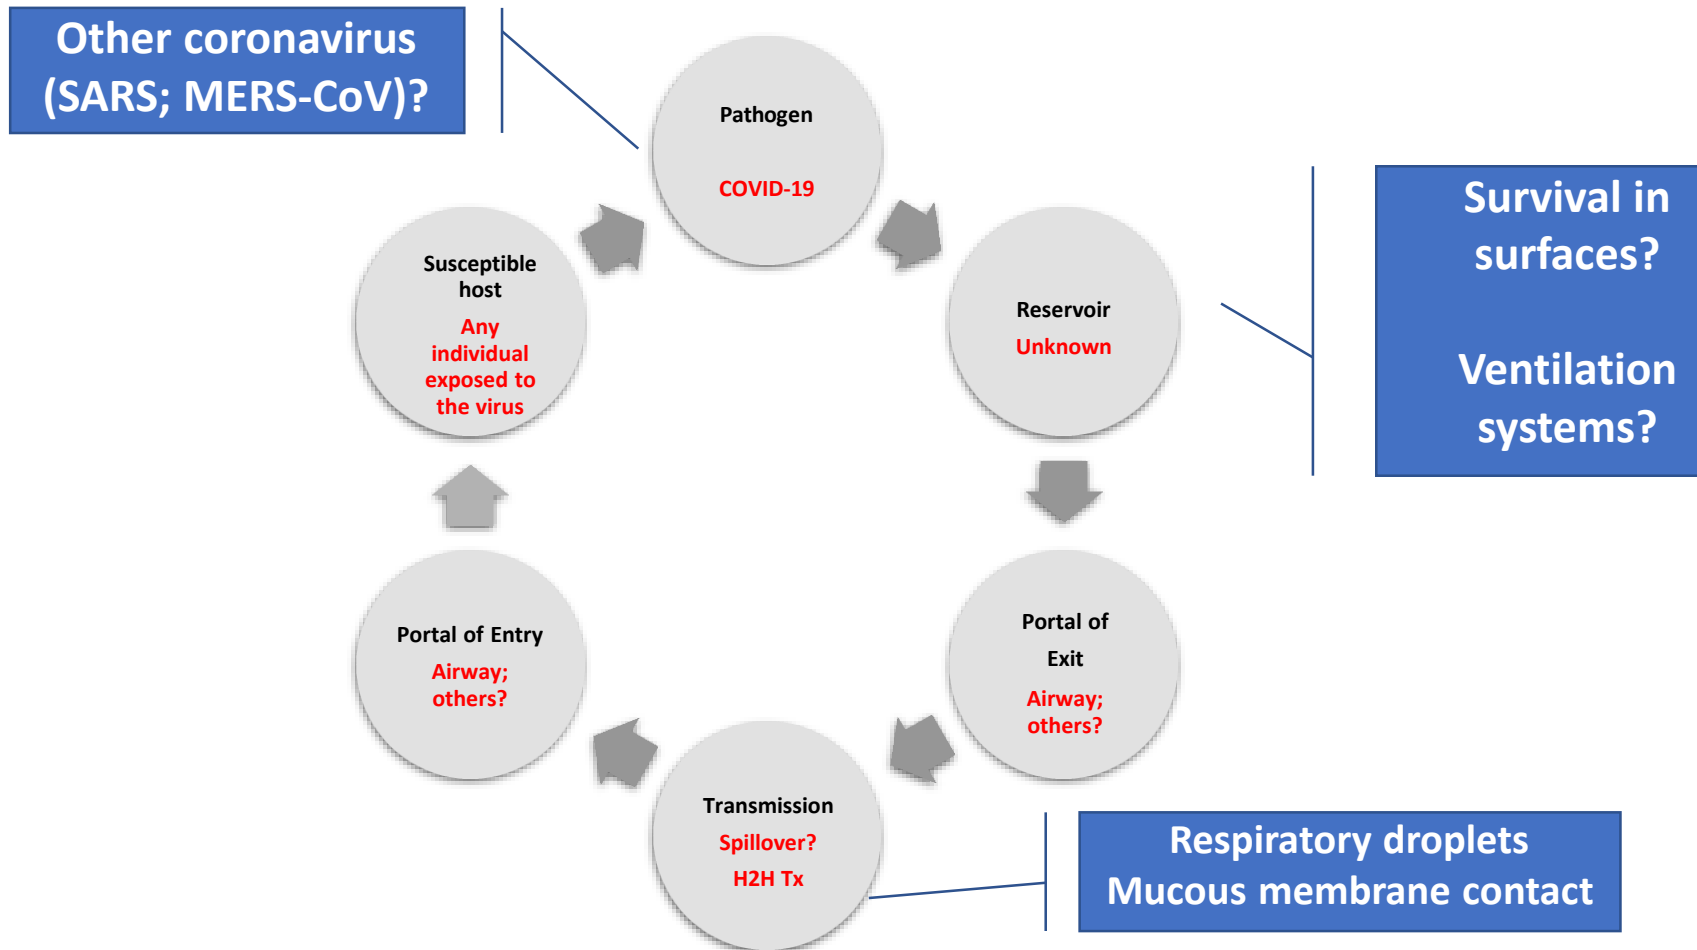 Other coronavirus
(SARS; MERS-CoV)?
Pathogen
COVID-19
Survival in
surfaces?
Ventilation
systems?
Reservoir
Unknown
Portal of
Exit
Airway;
others?
Transmission
Spillover?
H2H Tx
Respiratory droplets
Mucous membrane contact
Portal of Entry
Airway;
others?
Susceptible
host
Any
individual
exposed to
the virus